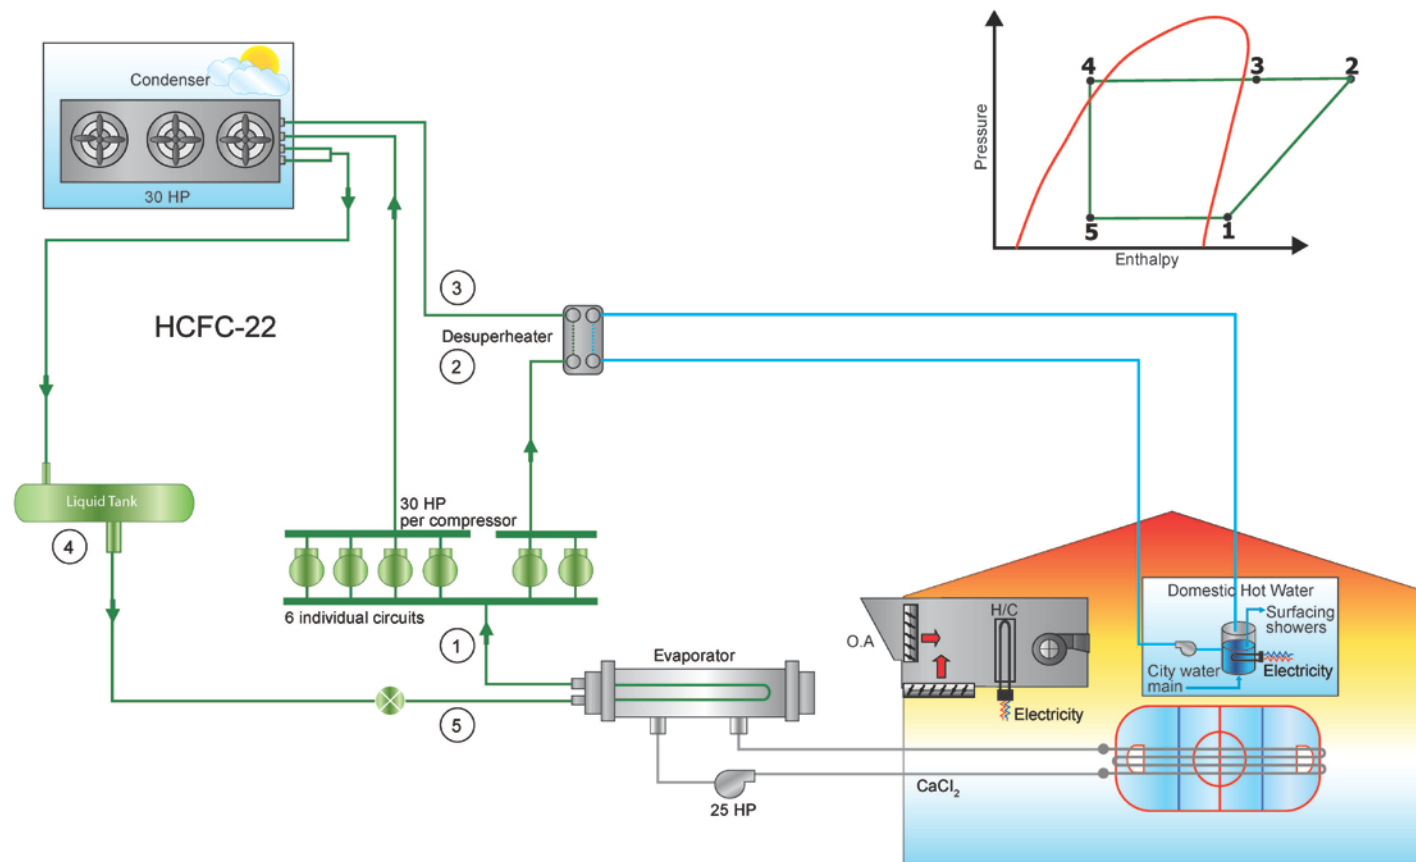 Condenser
30 HP
HCFC-22
3
Desuperheater
2
Liquid Tank
4
30 HP
per compressor
6 individual circuits
1
Evaporator
5
25 HP
CaCl₂
O.A
H/C
Electricity
Domestic Hot Water
Surfacing
showers
City water
main
Electricity
Pressure
4
3
2
5
1
Enthalpy